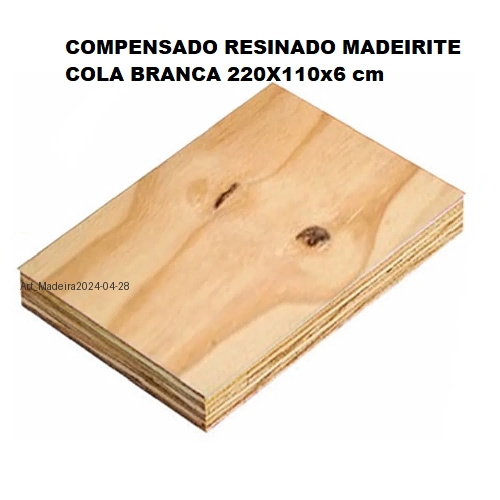 COMPENSADO RESINADO MADEIRITE
COLA BRANCA 220X110x6 cm
Art_Madeira2024-04-28